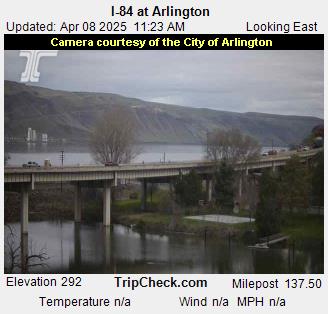 I-84 at Arlington
Updated: Apr 08 2025 11:23 AM Looking East
Camera courtesy of the City of Arlington
Elevation 292 TripCheck.com Milepost 137.50
Temperature n/a Wind n/a MPH n/a